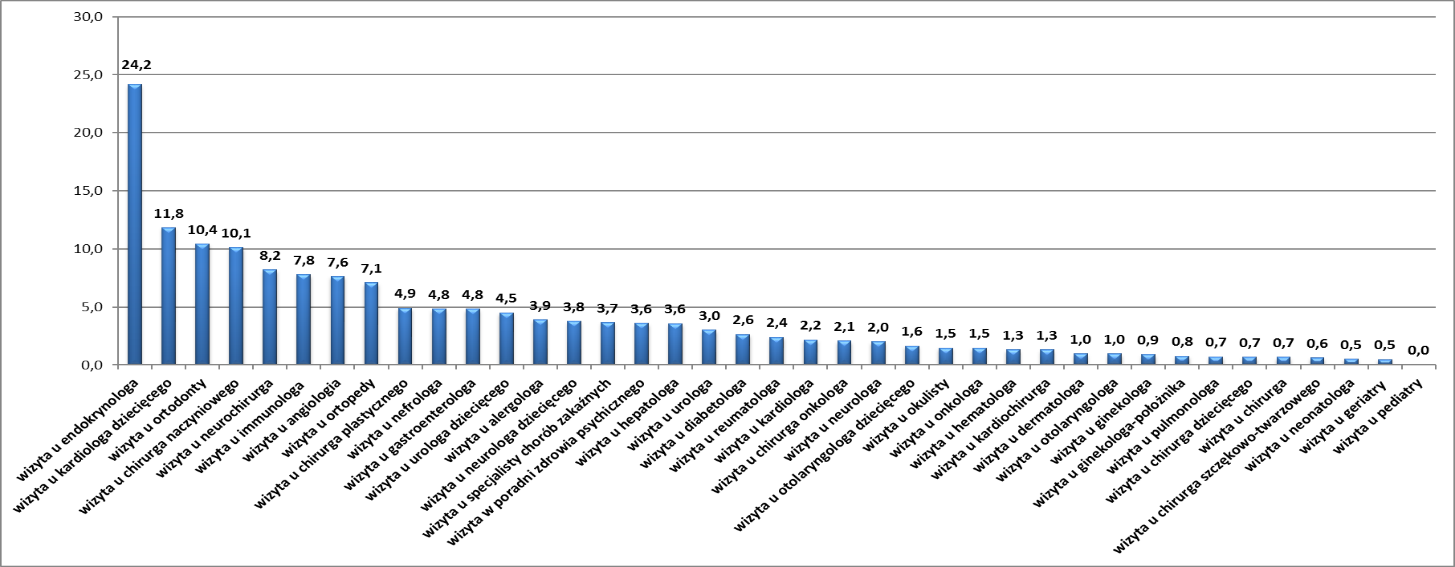 30,0
25,0
20,0
15,0
10,0
5,0
0,0
24,2
11,8
10,4
10,1
8,2
7,8
7,6
7,1
4,9
4,8
4,8
4,5
3,9
3,8
3,7
3,6
3,6
3,0
2,6
2,4
2,2
2,1
2,0
1,6
1,5
1,5
1,3
1,3
1,0
1,0
0,9
0,8
0,7
0,7
0,7
0,6
0,5
0,5
0,0
wizyta u endokrynologa
wizyta u kardiologa dziecięcego
wizyta u ortodonty
wizyta u chirurga naczyniowego
wizyta u neurochirurga
wizyta u immunologa
wizyta u angiologia
wizyta u ortopedy
wizyta u chirurga plastycznego
wizyta u nefrologa
wizyta u gastroenterologa
wizyta u urologa dziecięcego
wizyta u alergologa
wizyta u neurologa dziecięcego
wizyta u specjalisty chorób zakaźnych
wizyta w poradni zdrowia psychicznego
wizyta u hepatologa
wizyta u urologa
wizyta u diabetologa
wizyta u reumatologa
wizyta u kardiologa
wizyta u chirurga onkologa
wizyta u neurologa
wizyta u otolaryngologa dziecięcego
wizyta u okulisty
wizyta u onkologa
wizyta u hematologa
wizyta u kardiochirurga
wizyta u dermatologa
wizyta u otolaryngologa
wizyta u ginekologa
wizyta u ginekologa-położnika
wizyta u pulmonologa
wizyta u chirurga dziecięcego
wizyta u chirurga
wizyta u chirurga szczękowo-twarzowego
wizyta u neonatologa
wizyta u geriatry
wizyta u pediatry